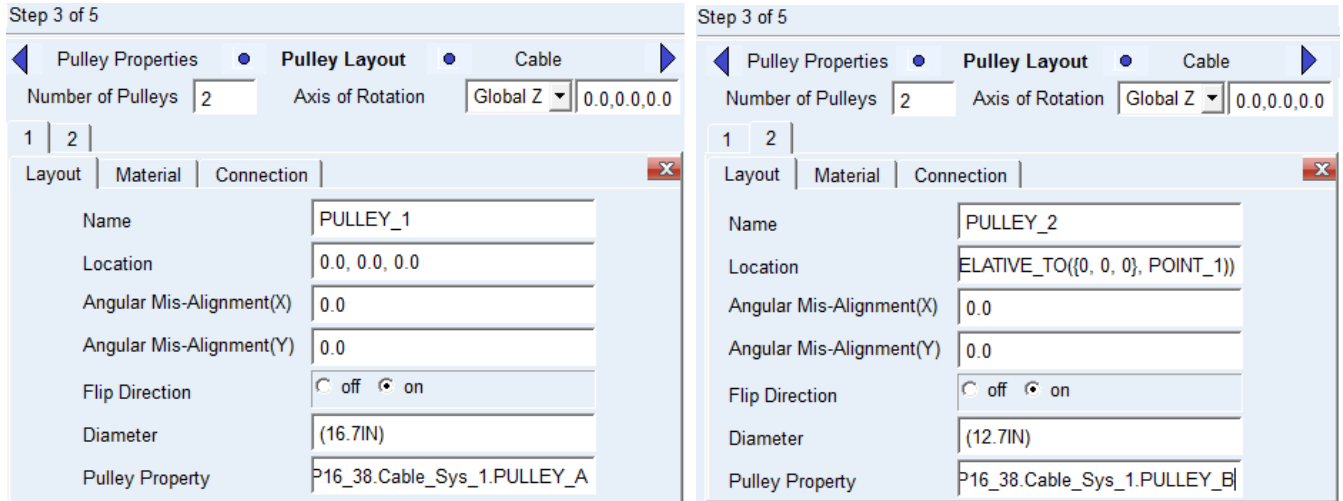 Step 3 of 5
Pulley Properties Pulley Layout Cable
Number of Pulleys 2 Axis of Rotation Global Z 0.0,0.0,0.0
1 2
Layout Material Connection
Name PULLEY_1
Location 0.0, 0.0, 0.0
Angular Mis-Alignment(X) 0.0
Angular Mis-Alignment(Y) 0.0
Flip Direction off on
Diameter (16.7IN)
Pulley Property P16_38.Cable_Sys_1.PULLEY_A
Step 3 of 5
Pulley Properties Pulley Layout Cable
Number of Pulleys 2 Axis of Rotation Global Z 0.0,0.0,0.0
1 2
Layout Material Connection
Name PULLEY_2
Location ELATIVE_TO({0, 0, 0}, POINT_1))
Angular Mis-Alignment(X) 0.0
Angular Mis-Alignment(Y) 0.0
Flip Direction off on
Diameter (12.7IN)
Pulley Property P16_38.Cable_Sys_1.PULLEY_B